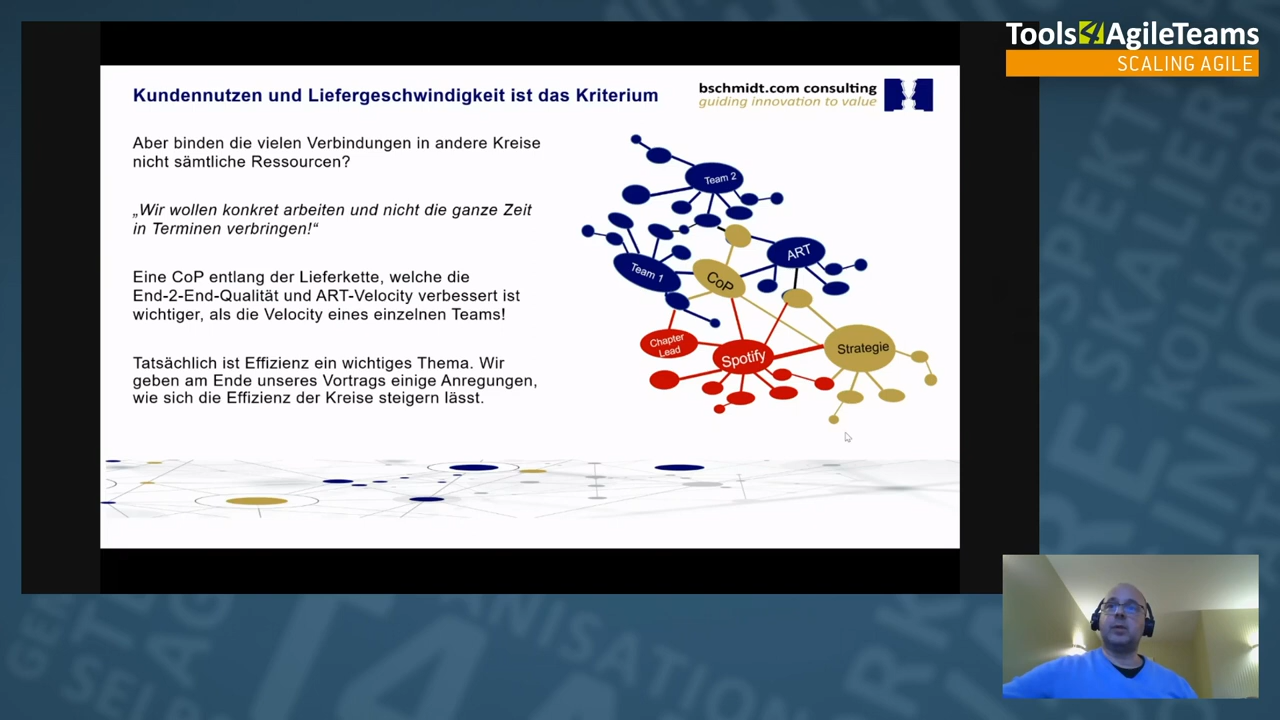 Tools4AgileTeams
SCALING AGILE
Kundennutzen und Liefergeschwindigkeit ist das Kriterium
bschmidt.com consulting
guiding innovation to value
Aber binden die vielen Verbindungen in andere Kreise
nicht sämtliche Ressourcen?
„Wir wollen konkret arbeiten und nicht die ganze Zeit
in Terminen verbringen!“
Eine CoP entlang der Lieferkette, welche die
End-2-End-Qualität und ART-Velocity verbessert ist
wichtiger, als die Velocity eines einzelnen Teams!
Tatsächlich ist Effizienz ein wichtiges Thema. Wir
geben am Ende unseres Vortrags einige Anregungen,
wie sich die Effizienz der Kreise steigern lässt.
Team 2
ART
Team 1
CoP
Chapter
Lead
Spotify
Strategie